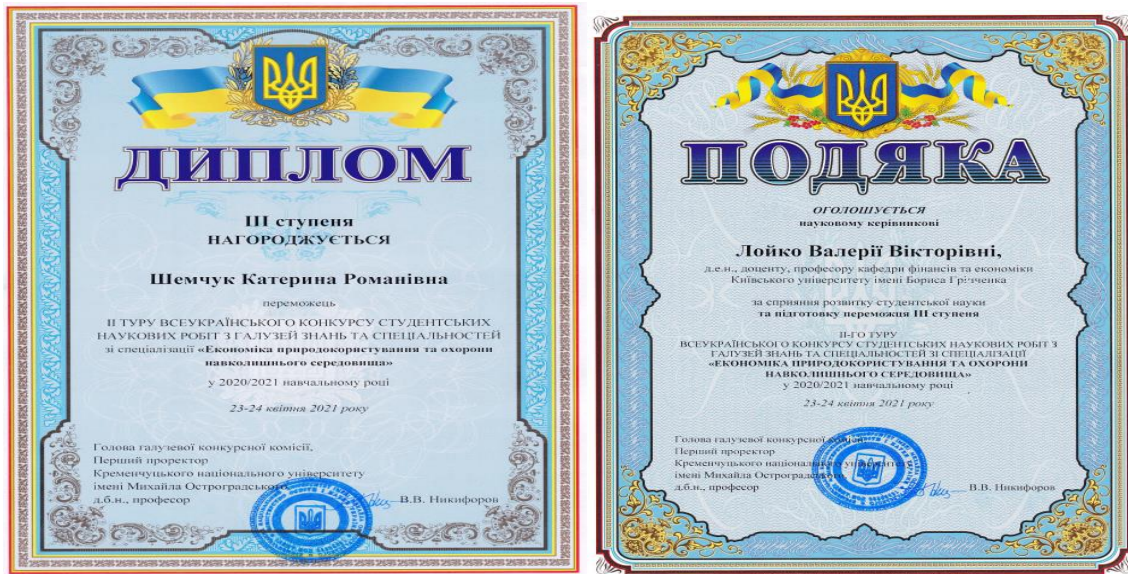 ДИПЛОМ
ІІІ ступеня
НАГОРОДЖУЄТЬСЯ
Шемчук Катерина Романівна
переможець
ІІ ТУРУ ВСЕУКРАЇНСЬКОГО КОНКУРСУ СТУДЕНТСЬКИХ
НАУКОВИХ РОБІТ З ГАЛУЗЕЙ ЗНАНЬ ТА СПЕЦІАЛЬНОСТЕЙ
зі спеціалізації «Економіка природокористування та охорони
навколишнього середовища»
у 2020/2021 навчальному році
23-24 квітня 2021 року
Голова галузевої конкурсної комісії,
Перший проректор
Кременчуцького національного університету
імені Михайла Остроградського,
д.б.н., професор
В.В. Никифоров
ПОДЯКА
ОГОЛОШУЄТЬСЯ
науковому керівникові
Лойко Валерії Вікторівні,
д.е.н., доценту, професору кафедри фінансів та економіки
Київського університету імені Бориса Грінченка
за сприяння розвитку студентської науки
та підготовку переможця ІІІ ступеня
ІІ-ГО ТУРУ
ВСЕУКРАЇНСЬКОГО КОНКУРСУ СТУДЕНТСЬКИХ НАУКОВИХ РОБІТ З
ГАЛУЗЕЙ ЗНАНЬ ТА СПЕЦІАЛЬНОСТЕЙ ЗІ СПЕЦІАЛІЗАЦІЇ
«ЕКОНОМІКА ПРИРОДОКОРИСТУВАННЯ ТА ОХОРОНИ
НАВКОЛИШНЬОГО СЕРЕДОВИЩА»
у 2020/2021 навчальному році
23-24 квітня 2021 року
Голова галузевої конкурсної комісії,
Перший проректор
Кременчуцького національного університету
імені Михайла Остроградського,
д.б.н., професор
В.В. Никифоров